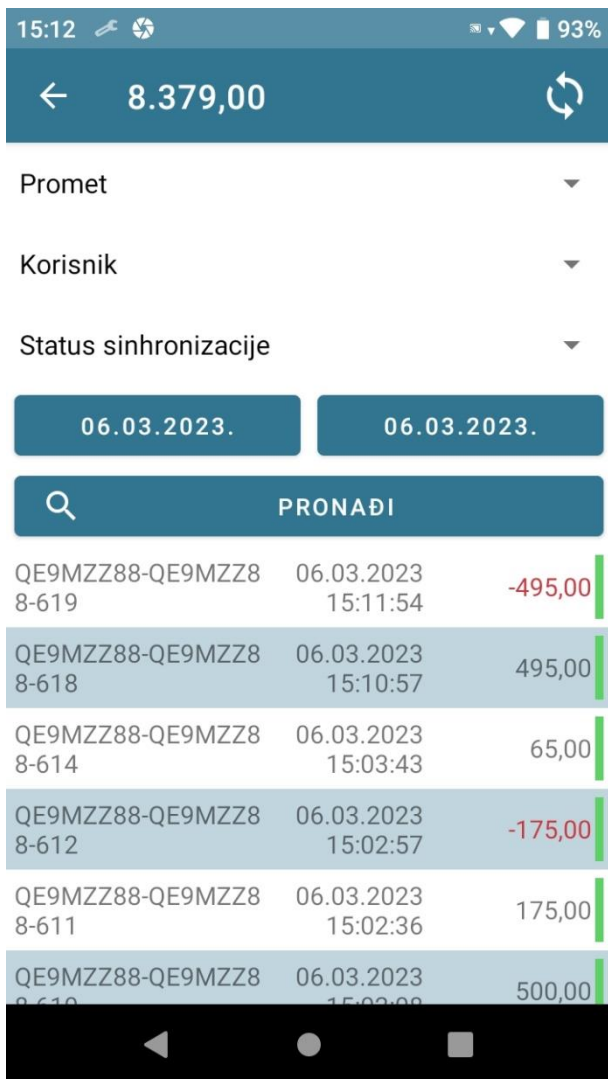 15:12 93%
8.379,00
Promet
Korisnik
Status sinhronizacije
06.03.2023. 06.03.2023.
PRONAĐI
QE9MZZ88-QE9MZZ8 06.03.2023 -495,00
8-619 15:11:54
QE9MZZ88-QE9MZZ8 06.03.2023 495,00
8-618 15:10:57
QE9MZZ88-QE9MZZ8 06.03.2023 65,00
8-614 15:03:43
QE9MZZ88-QE9MZZ8 06.03.2023 -175,00
8-612 15:02:57
QE9MZZ88-QE9MZZ8 06.03.2023 175,00
8-611 15:02:36
QE9MZZ88-QE9MZZ8 06.03.2023 500,00